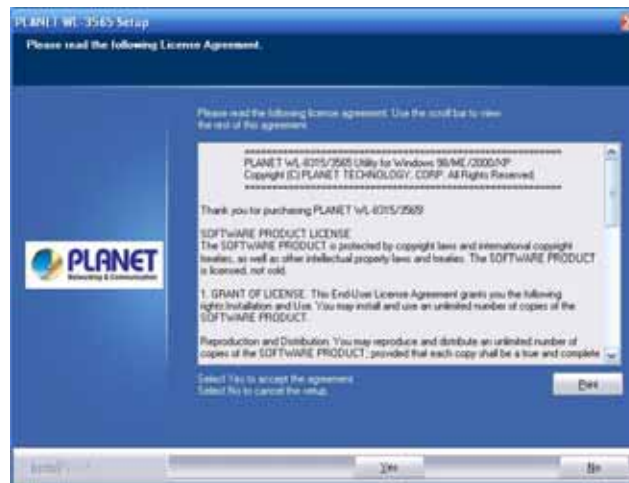 PLANET WL-3565 Setup
Please read the following License Agreement.
Please read the following license agreement. Use the scroll bar to view
the rest of this agreement.
PLANET WL-8315/3565 Utility for Windows 98/ME/2000/XP
Copyright (C) PLANET TECHNOLOGY, CORP. All Rights Reserved.
Thank you for purchasing PLANET WL-8315/3565!
SOFTWARE PRODUCT LICENSE
The SOFTWARE PRODUCT is protected by copyright laws and international copyright
treaties, as well as other intellectual property laws and treaties. The SOFTWARE PRODUCT
is licensed, not sold.
1. GRANT OF LICENSE. This End-User License Agreement grants you the following
rights:Installation and Use. You may install and use an unlimited number of copies of the
SOFTWARE PRODUCT.
Reproduction and Distribution. You may reproduce and distribute an unlimited number of
copies of the SOFTWARE PRODUCT; provided that each copy shall be a true and complete
PLANET
Networking & Communication
Select Yes to accept the agreement.
Select No to cancel the setup.
Print
Yes
No